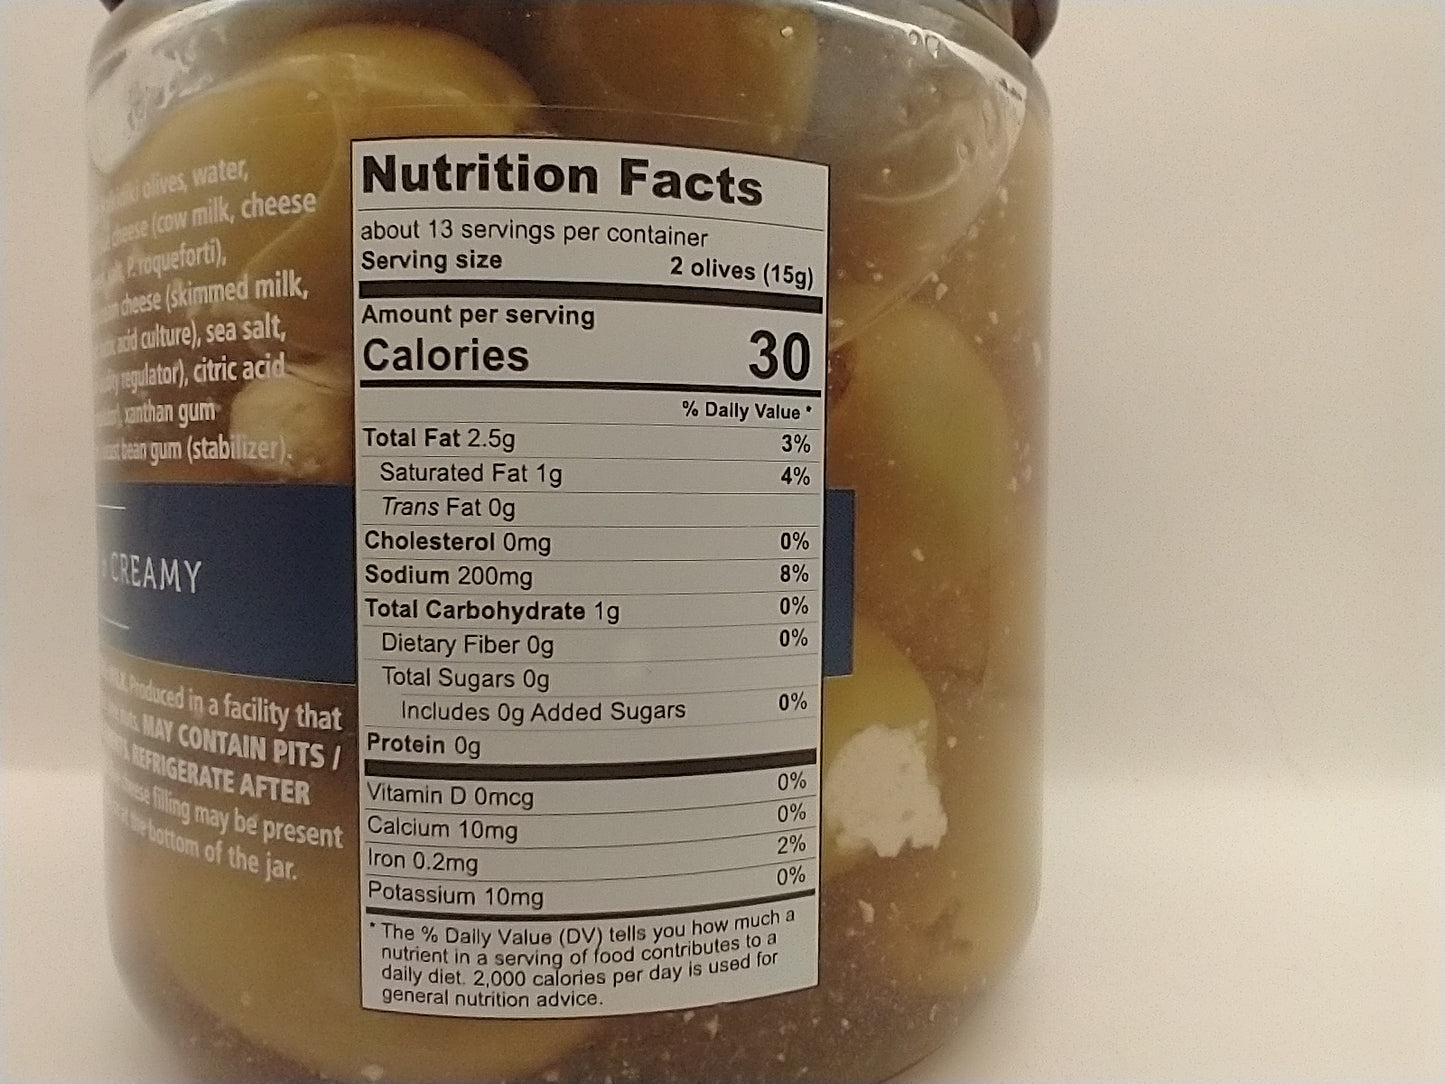 olives, water,
cheese (cow milk, cheese
P. roqueforti),
cheese (skimmed milk,
acid culture), sea salt,
regulator), citric acid
xanthan gum
bean gum (stabilizer).
CREAMY
Produced in a facility that
MAY CONTAIN PITS /
REFRIGERATE AFTER
filling may be present
bottom of the jar.
Nutrition Facts
about 13 servings per container
Serving size 2 olives (15g)
Amount per serving
Calories 30
% Daily Value *
Total Fat 2.5g 3%
Saturated Fat 1g 4%
Trans Fat 0g
Cholesterol 0mg 0%
Sodium 200mg 8%
Total Carbohydrate 1g 0%
Dietary Fiber 0g 0%
Total Sugars 0g
Includes 0g Added Sugars 0%
Protein 0g
Vitamin D 0mcg 0%
Calcium 10mg 0%
Iron 0.2mg 2%
Potassium 10mg 0%
* The % Daily Value (DV) tells you how much a
nutrient in a serving of food contributes to a
daily diet. 2,000 calories per day is used for
general nutrition advice.